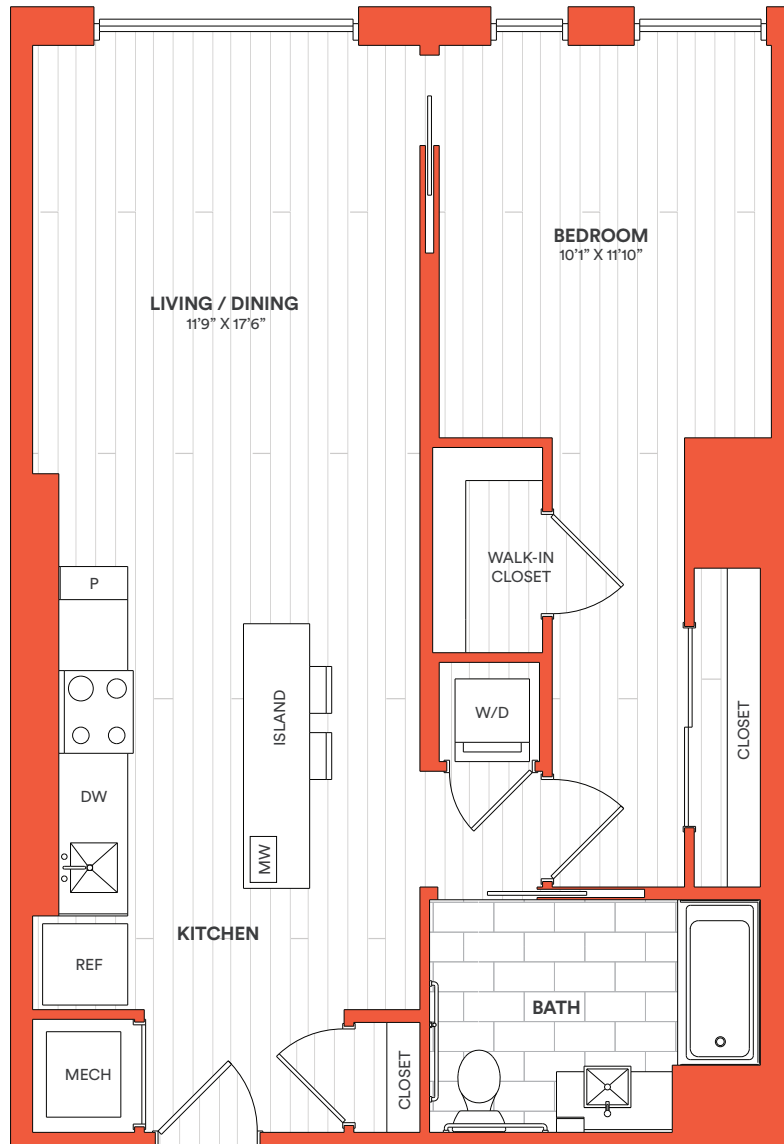 BEDROOM
10'1" X 11'10"
LIVING / DINING
11'9" X 17'6"
WALK-IN
CLOSET
P
ISLAND
W/D
CLOSET
DW
MW
KITCHEN
REF
BATH
MECH
CLOSET